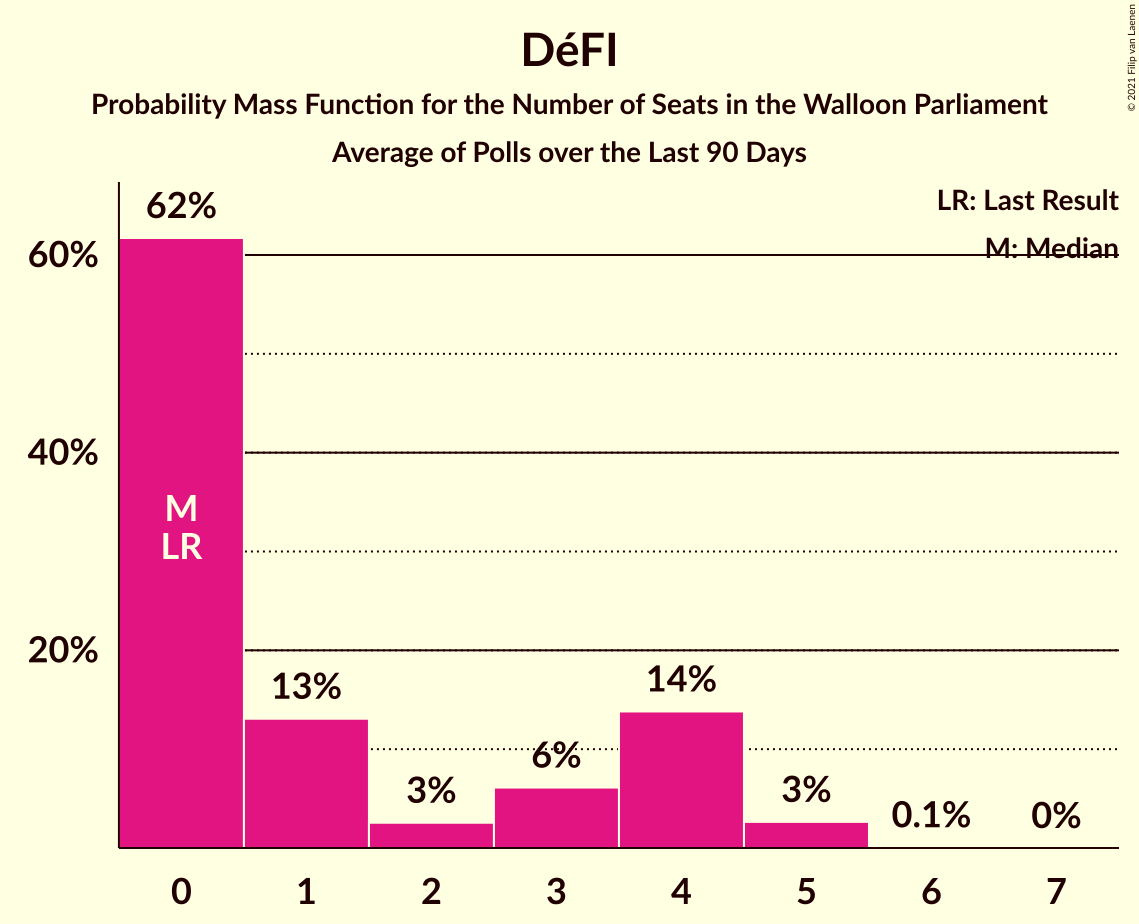 DéFI
Probability Mass Function for the Number of Seats in the Walloon Parliament
Average of Polls over the Last 90 Days
© 2021 Filip van Laenen
LR: Last Result
M: Median
62%
60%
40%
20%
M
LR
13%
3%
6%
14%
3%
0.1%
0%
0 1 2 3 4 5 6 7